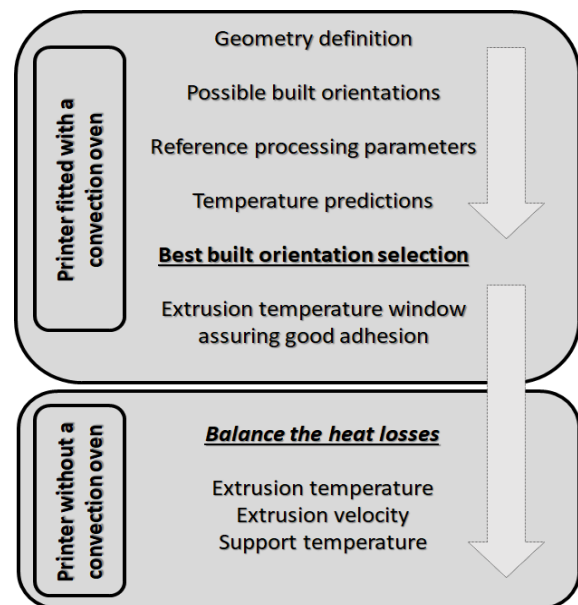 Printer fitted with a
convection oven
Geometry definition
Possible built orientations
Reference processing parameters
Temperature predictions
Best built orientation selection
Extrusion temperature window
assuring good adhesion
Printer without a
convection oven
Balance the heat losses
Extrusion temperature
Extrusion velocity
Support temperature